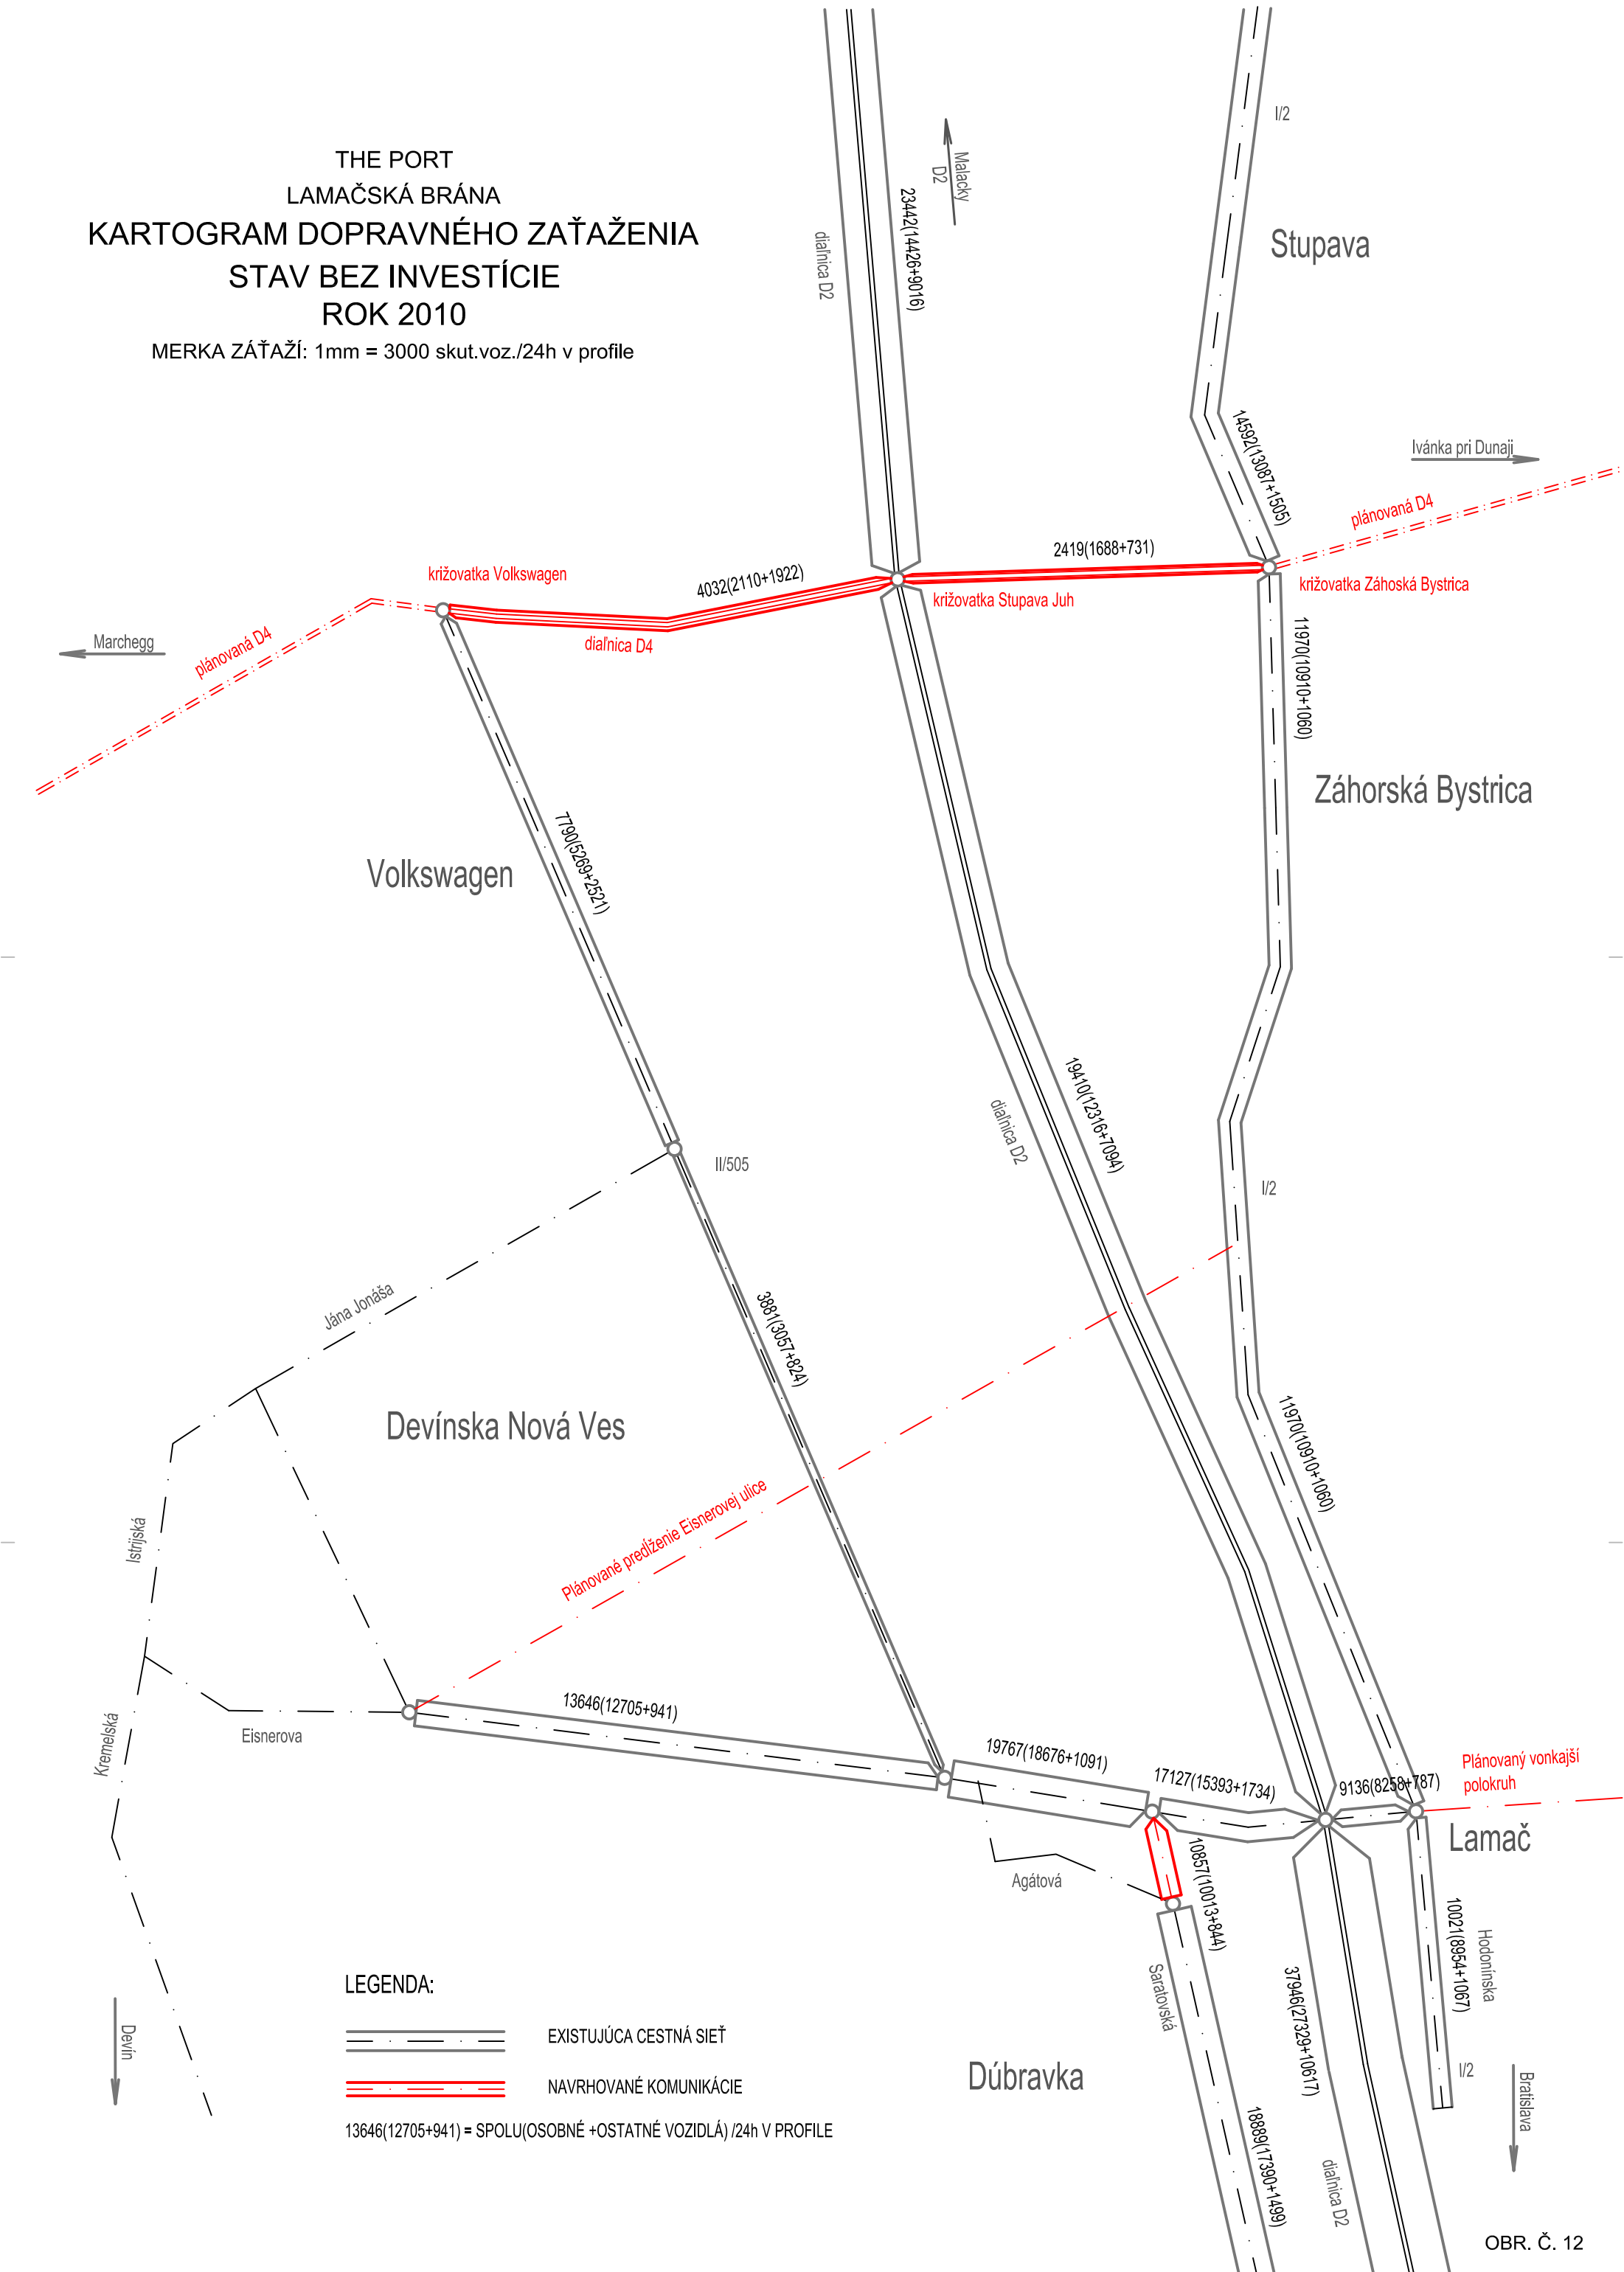 THE PORT
LAMAČSKÁ BRÁNA
KARTOGRAM DOPRAVNÉHO ZAŤAŽENIA
STAV BEZ INVESTÍCIE
ROK 2010
MERKA ZÁŤAŽÍ: 1mm = 3000 skut.voz./24h v profile
Malacky
D2
23442(14426+9016)
diaľnica D2
I/2
Stupava
14592(13087+1505)
Ivánka pri Dunaji
plánovaná D4
2419(1688+731)
križovatka Volkswagen
4032(2110+1922)
križovatka Stupava Juh
križovatka Záhoská Bystrica
diaľnica D4
Marchegg
plánovaná D4
11970(10910+1060)
Záhorská Bystrica
7790(5269+2521)
Volkswagen
19410(12316+7094)
diaľnica D2
II/505
I/2
Jána Jonáša
3881(3057+824)
Devínska Nová Ves
11970(10910+1060)
Plánované predĺženie Eisnerovej ulice
Istrijská
Kremelská
Eisnerova
13646(12705+941)
19767(18676+1091)
17127(15393+1734)
9136(8258+787)
Plánovaný vonkajší
polokruh
Lamač
Agátová
10857(10013+844)
Saratovská
10021(8954+1067)
Hodonínska
37946(27329+10617)
I/2
Bratislava
Devín
Dúbravka
18889(17390+1499)
diaľnica D2
LEGENDA:
EXISTUJÚCA CESTNÁ SIEŤ
NAVRHOVANÉ KOMUNIKÁCIE
13646(12705+941) = SPOLU(OSOBNÉ +OSTATNÉ VOZIDLÁ) /24h V PROFILE
OBR. Č. 12